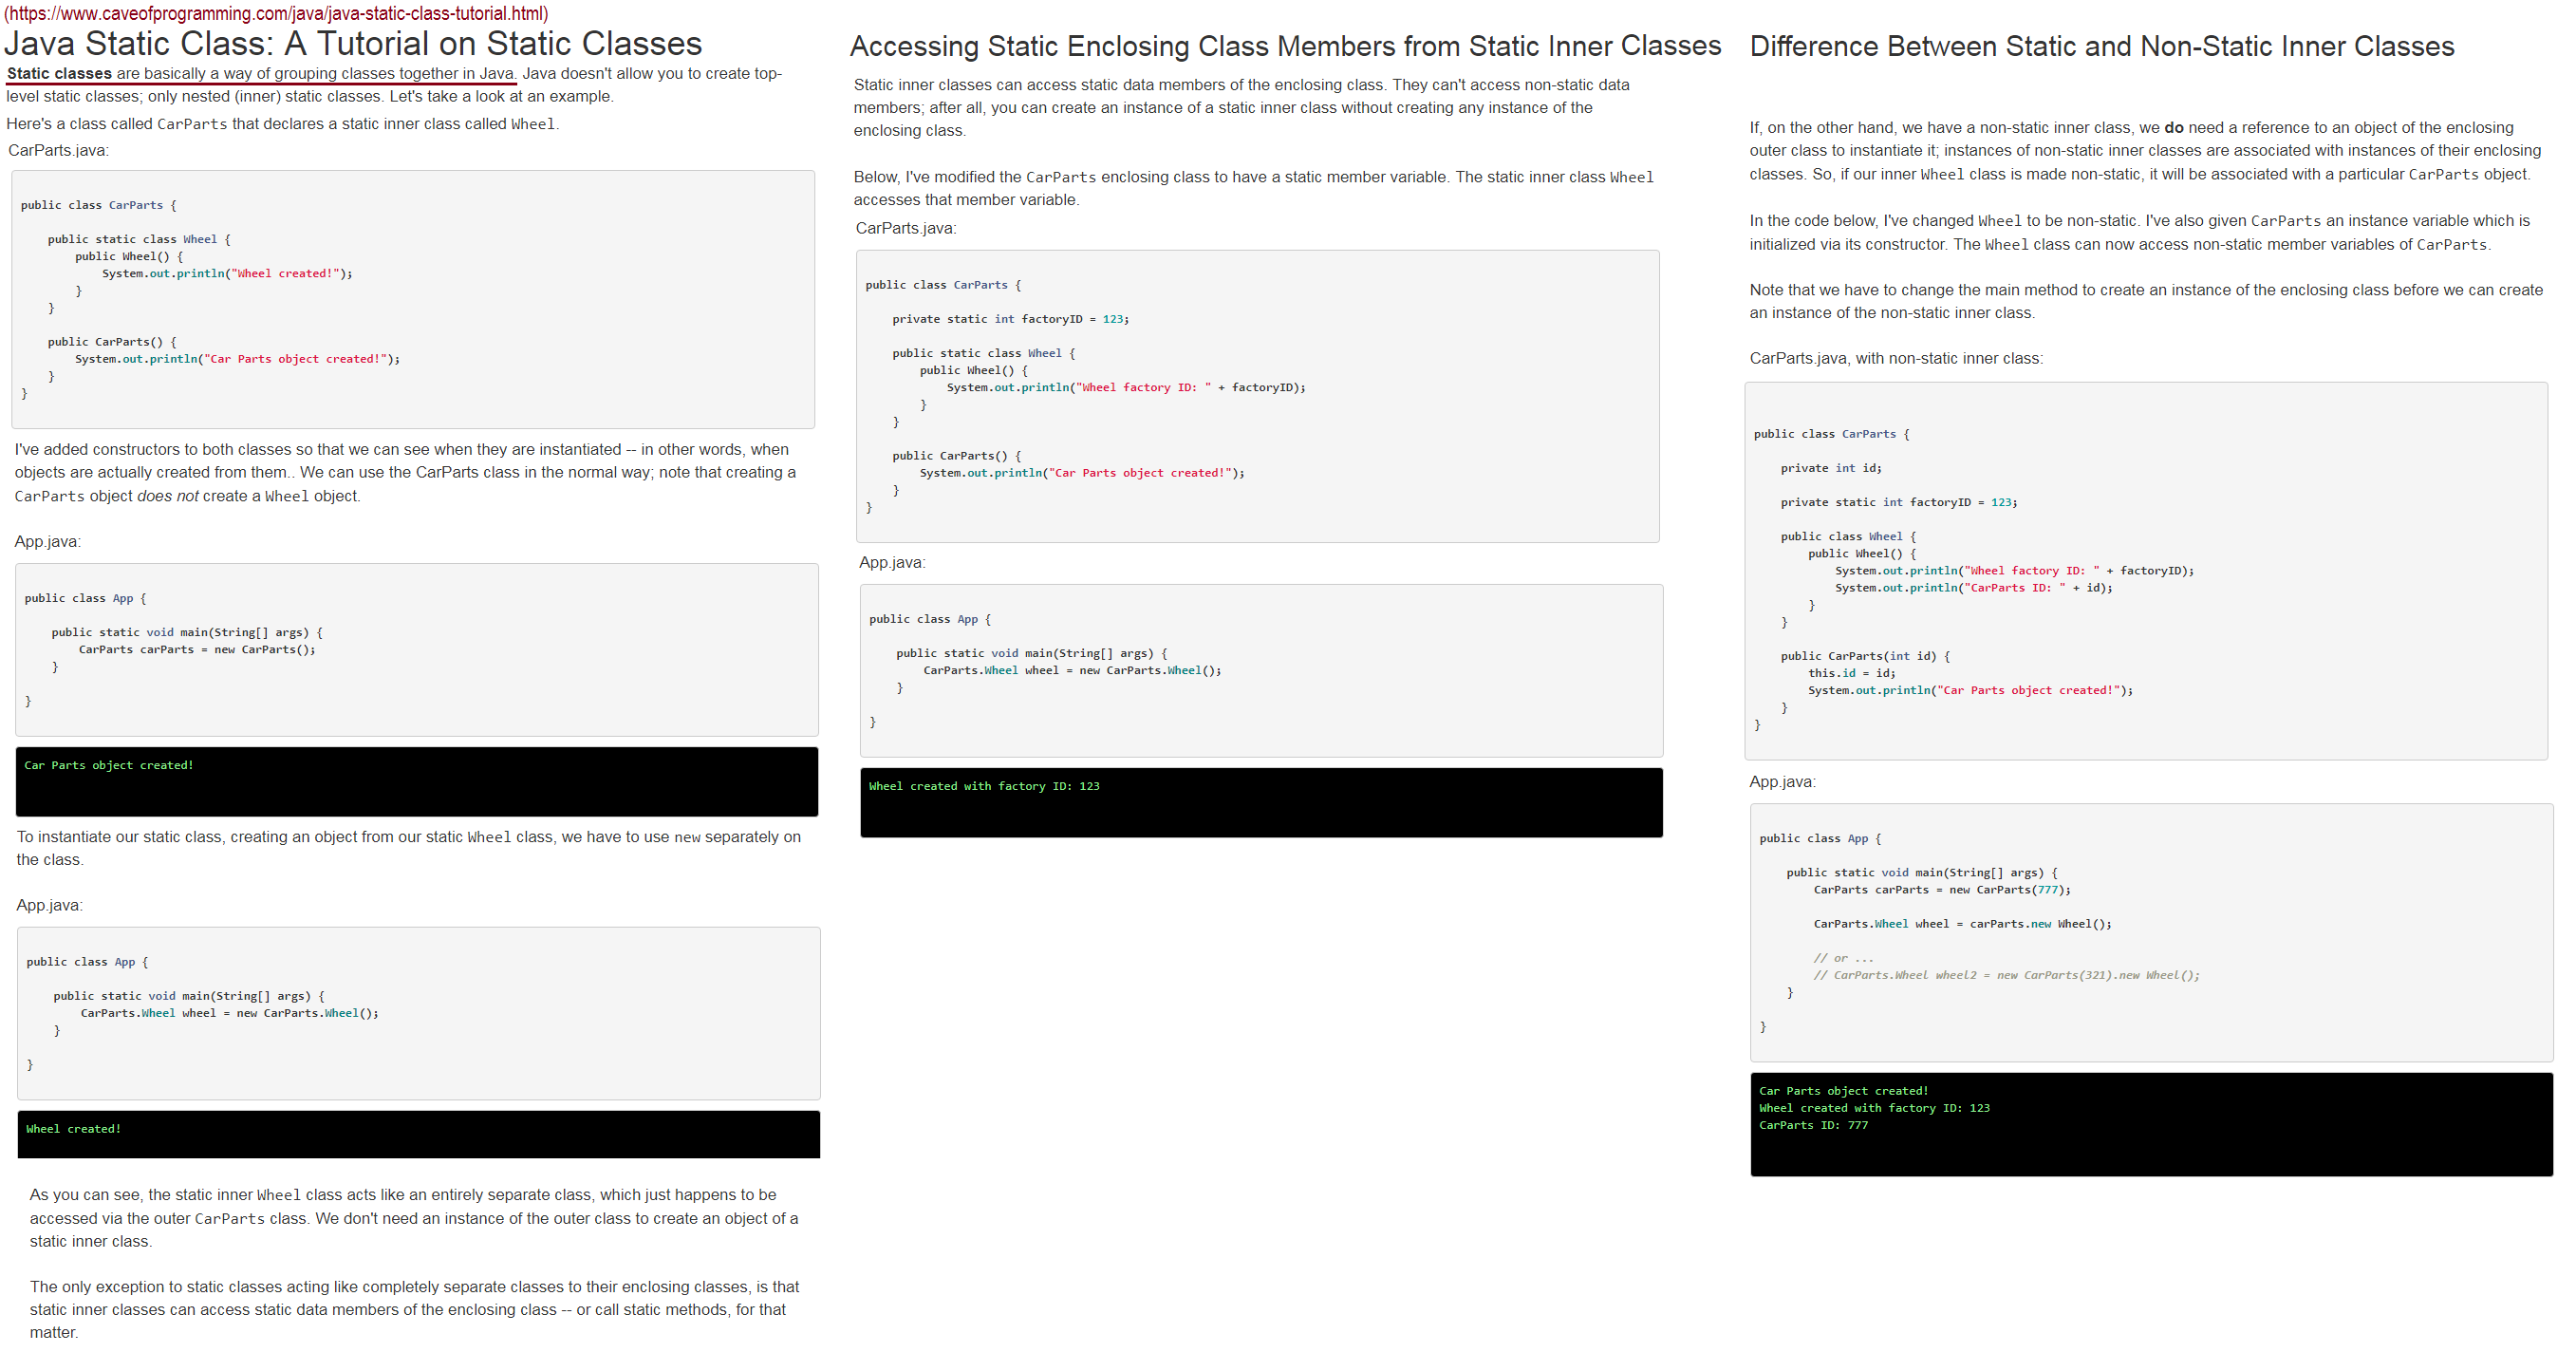 (https://www.caveofprogramming.com/java/java-static-class-tutorial.html)
Java Static Class: A Tutorial on Static Classes
Static classes are basically a way of grouping classes together in Java. Java doesn't allow you to create top-
level static classes; only nested (inner) static classes. Let's take a look at an example.
Here's a class called CarParts that declares a static inner class called Wheel.
CarParts.java:
public class CarParts {
public static class Wheel {
public Wheel() {
System.out.println("Wheel created!");
}
}
public CarParts() {
System.out.println("Car Parts object created!");
}
}
I've added constructors to both classes so that we can see when they are instantiated -- in other words, when
objects are actually created from them.. We can use the CarParts class in the normal way; note that creating a
CarParts object does not create a Wheel object.
App.java:
public class App {
public static void main(String[] args) {
CarParts carParts = new CarParts();
}
}
Car Parts object created!
To instantiate our static class, creating an object from our static Wheel class, we have to use new separately on
the class.
App.java:
public class App {
public static void main(String[] args) {
CarParts.Wheel wheel = new CarParts.Wheel();
}
}
Wheel created!
As you can see, the static inner Wheel class acts like an entirely separate class, which just happens to be
accessed via the outer CarParts class. We don't need an instance of the outer class to create an object of a
static inner class.
The only exception to static classes acting like completely separate classes to their enclosing classes, is that
static inner classes can access static data members of the enclosing class -- or call static methods, for that
matter.
Accessing Static Enclosing Class Members from Static Inner Classes
Static inner classes can access static data members of the enclosing class. They can't access non-static data
members; after all, you can create an instance of a static inner class without creating any instance of the
enclosing class.
Below, I've modified the CarParts enclosing class to have a static member variable. The static inner class Wheel
accesses that member variable.
CarParts.java:
public class CarParts {
private static int factoryID = 123;
public static class Wheel {
public Wheel() {
System.out.println("Wheel factory ID: " + factoryID);
}
}
public CarParts() {
System.out.println("Car Parts object created!");
}
}
App.java:
public class App {
public static void main(String[] args) {
CarParts.Wheel wheel = new CarParts.Wheel();
}
}
Wheel created with factory ID: 123
Difference Between Static and Non-Static Inner Classes
If, on the other hand, we have a non-static inner class, we do need a reference to an object of the enclosing
outer class to instantiate it; instances of non-static inner classes are associated with instances of their enclosing
classes. So, if our inner Wheel class is made non-static, it will be associated with a particular CarParts object.
In the code below, I've changed Wheel to be non-static. I've also given CarParts an instance variable which is
initialized via its constructor. The Wheel class can now access non-static member variables of CarParts.
Note that we have to change the main method to create an instance of the enclosing class before we can create
an instance of the non-static inner class.
CarParts.java, with non-static inner class:
public class CarParts {
private int id;
private static int factoryID = 123;
public class Wheel {
public Wheel() {
System.out.println("Wheel factory ID: " + factoryID);
System.out.println("CarParts ID: " + id);
}
}
public CarParts(int id) {
this.id = id;
System.out.println("Car Parts object created!");
}
}
App.java:
public class App {
public static void main(String[] args) {
CarParts carParts = new CarParts(777);
CarParts.Wheel wheel = carParts.new Wheel();
// or ...
// CarParts.Wheel wheel2 = new CarParts(321).new Wheel();
}
}
Car Parts object created!
Wheel created with factory ID: 123
CarParts ID: 777